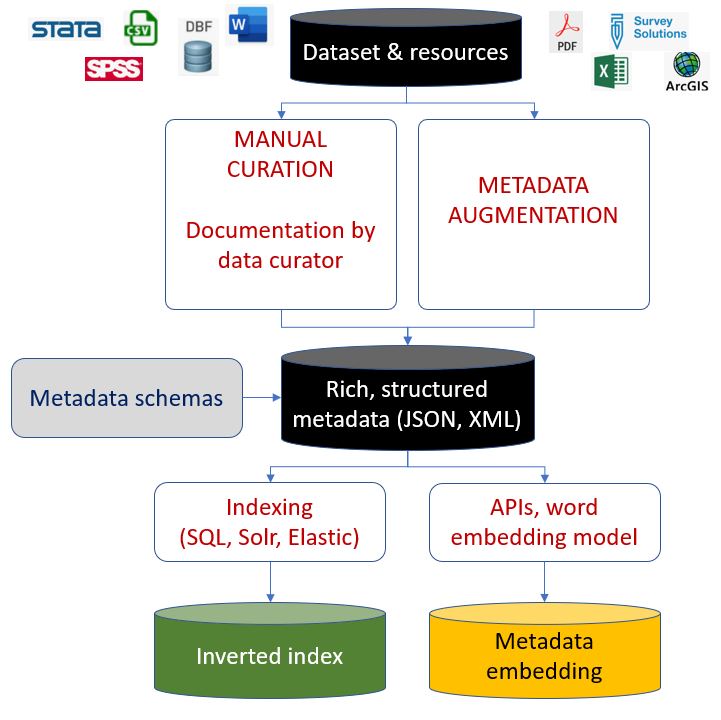 STATA
CSV
DBF
W
SPSS
Dataset & resources
PDF
Survey
Solutions
X
ArcGIS
MANUAL
CURATION
Documentation by
data curator
METADATA
AUGMENTATION
Metadata schemas
Rich, structured
metadata (JSON, XML)
Indexing
(SQL, Solr, Elastic)
APIs, word
embedding model
Inverted index
Metadata
embedding